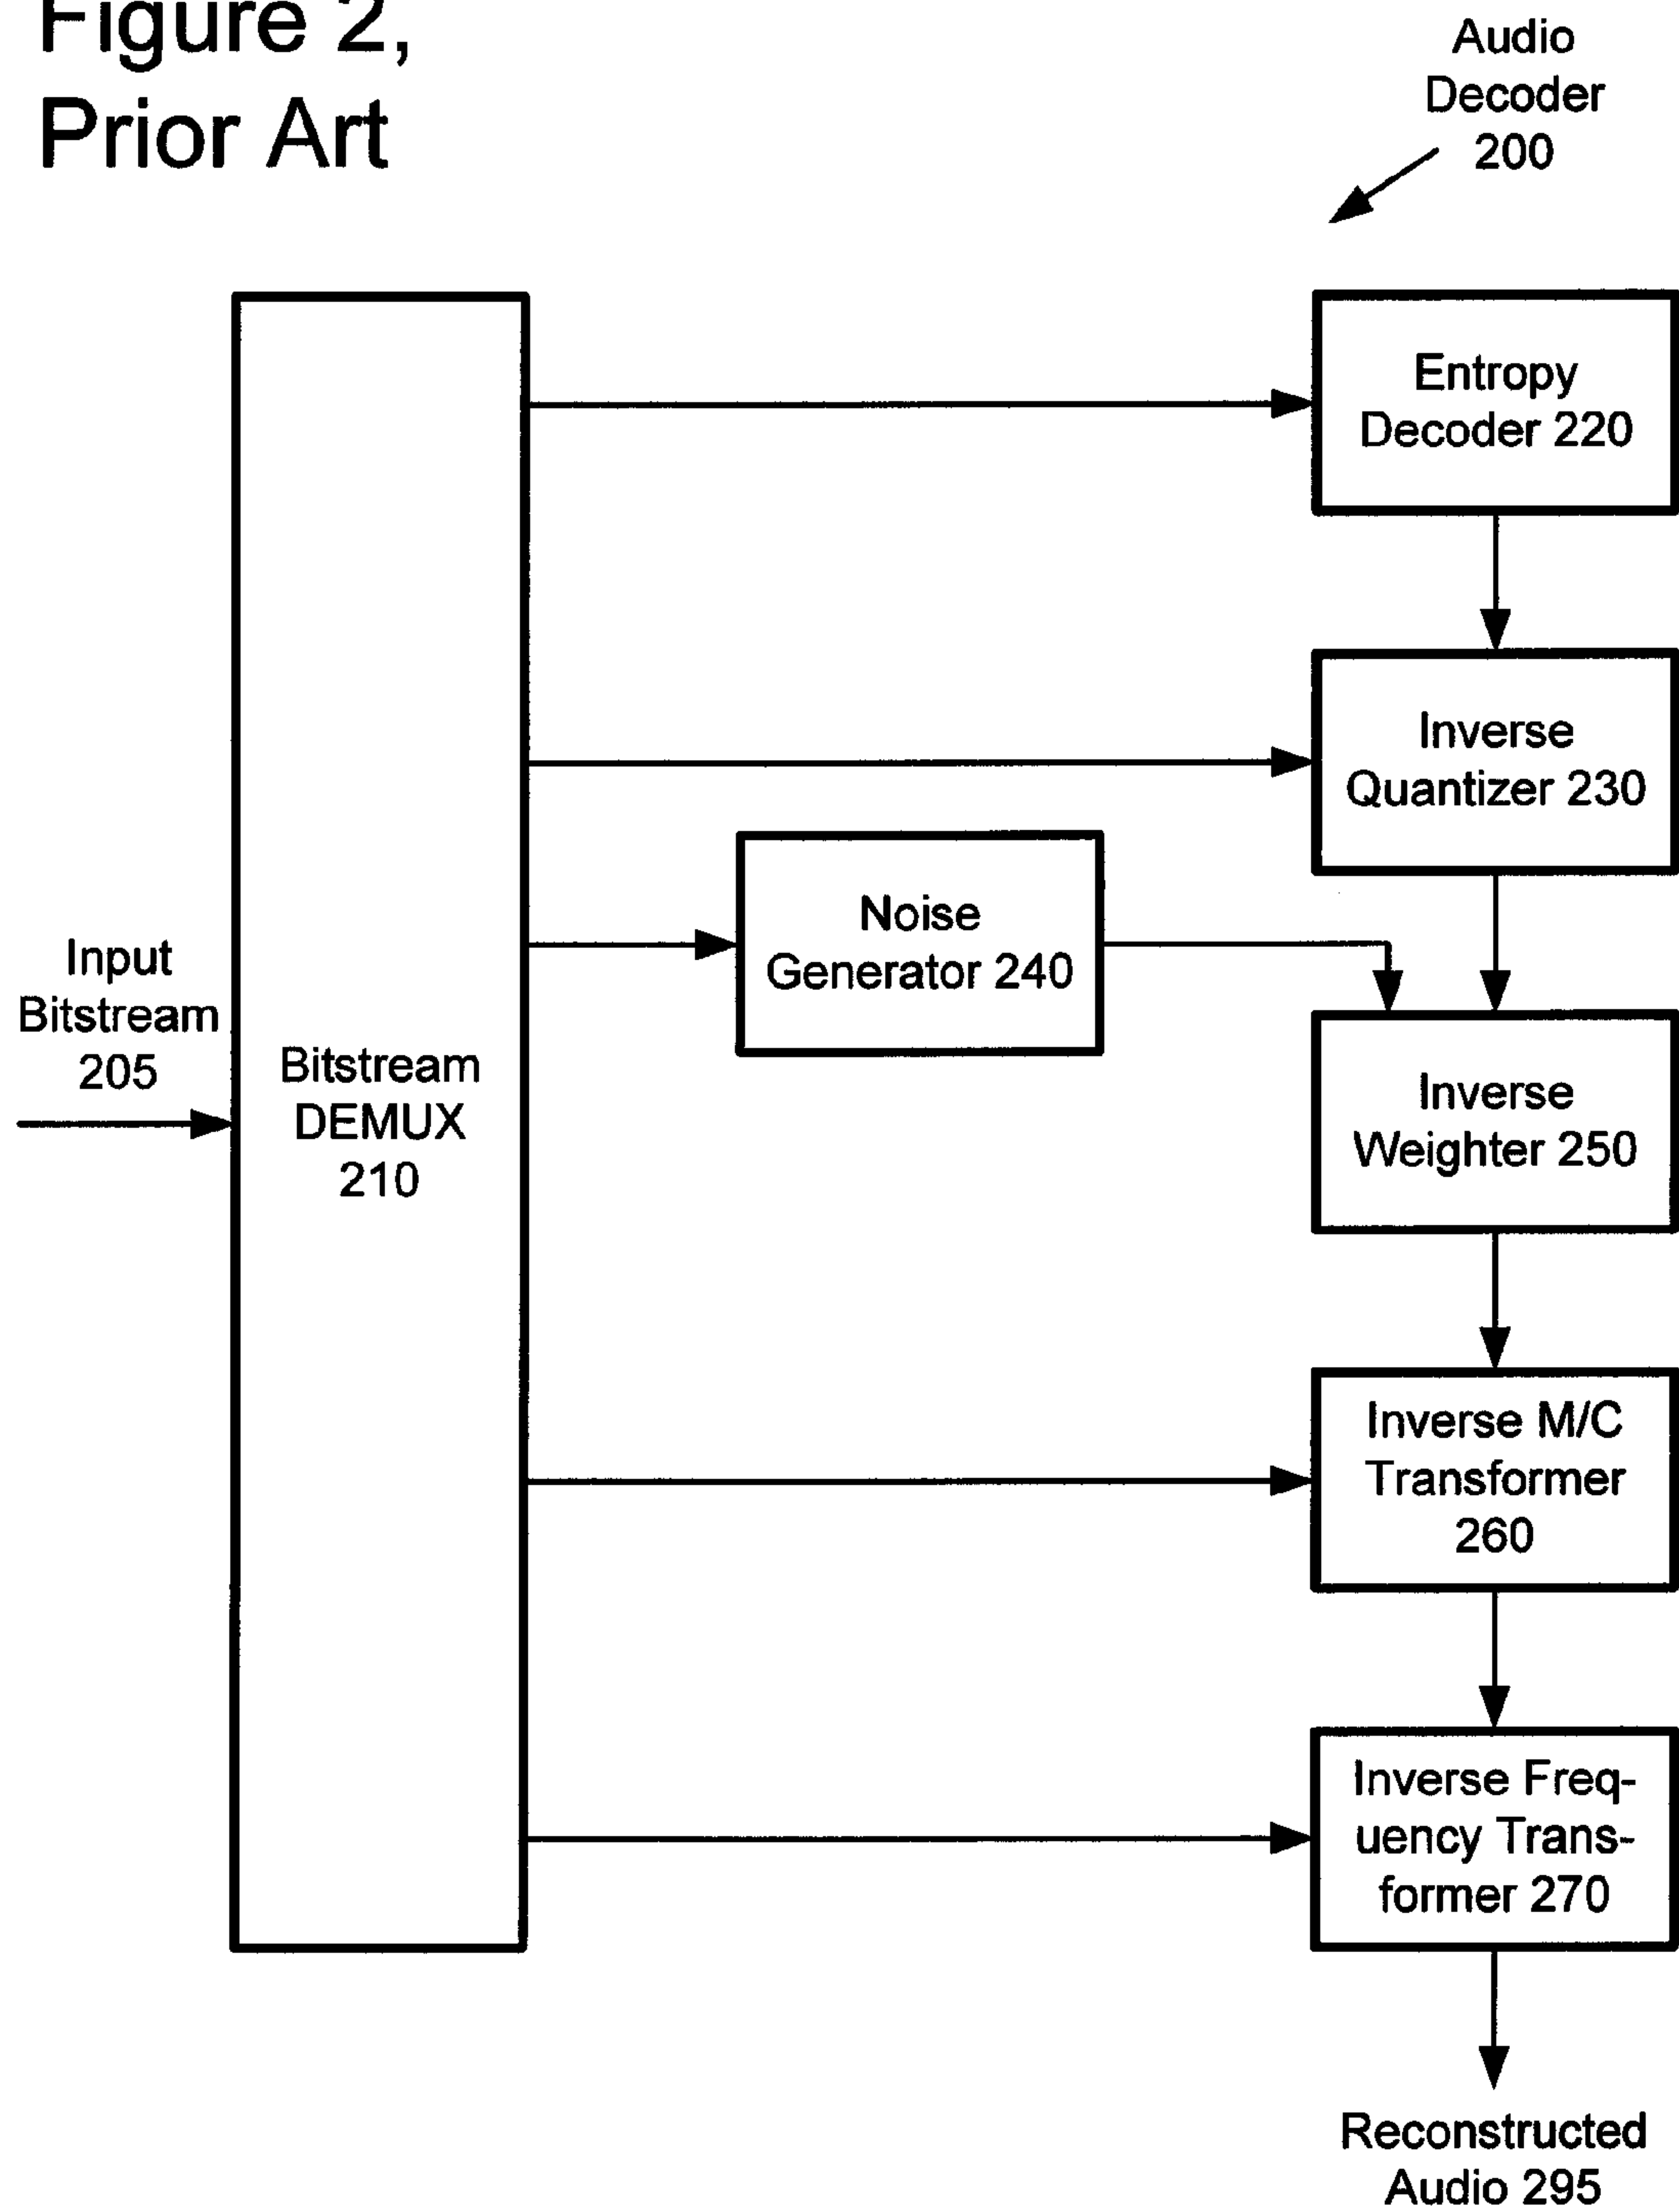 Figure 2,
Prior Art
Audio
Decoder
200
Entropy
Decoder 220
Inverse
Quantizer 230
Noise
Generator 240
Input
Bitstream
205
Bitstream
DEMUX
210
Inverse
Weighter 250
Inverse M/C
Transformer
260
Inverse Freq-
uency Trans-
former 270
Reconstructed
Audio 295